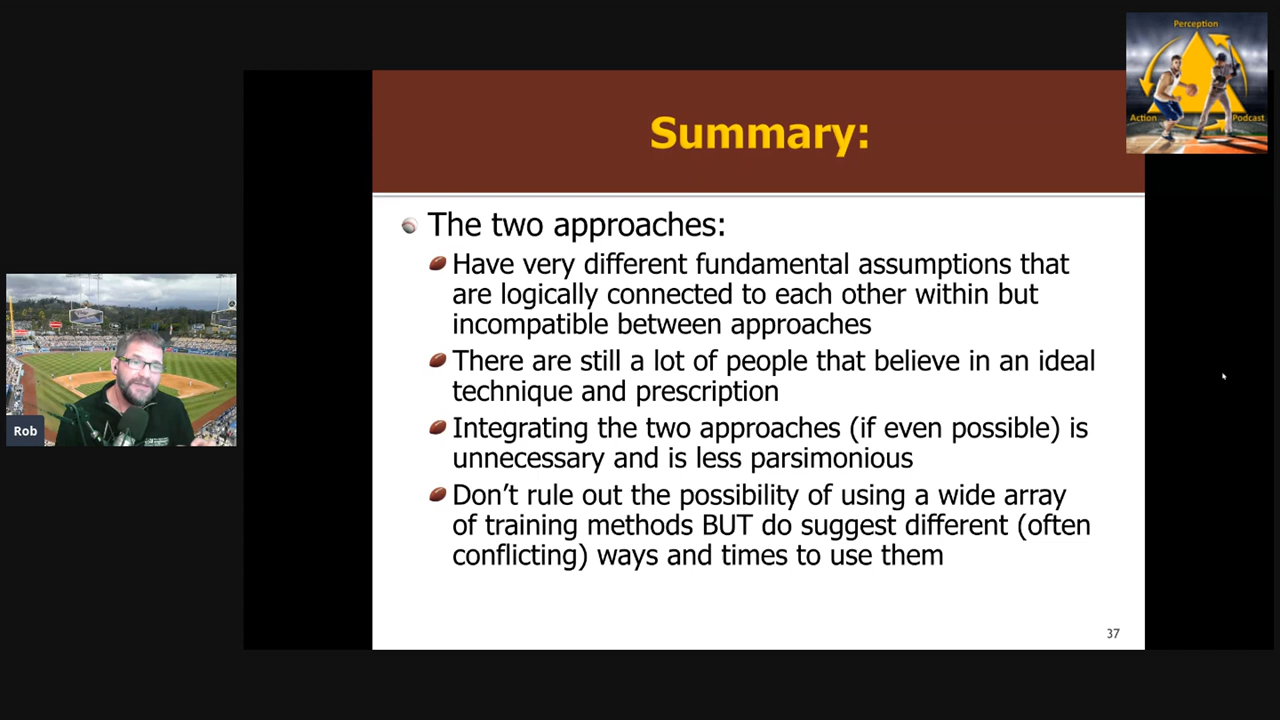 Perception
Action
Podcast
Summary:
The two approaches:
Have very different fundamental assumptions that
are logically connected to each other within but
incompatible between approaches
There are still a lot of people that believe in an ideal
technique and prescription
Integrating the two approaches (if even possible) is
unnecessary and is less parsimonious
Don’t rule out the possibility of using a wide array
of training methods BUT do suggest different (often
conflicting) ways and times to use them
37
Rob